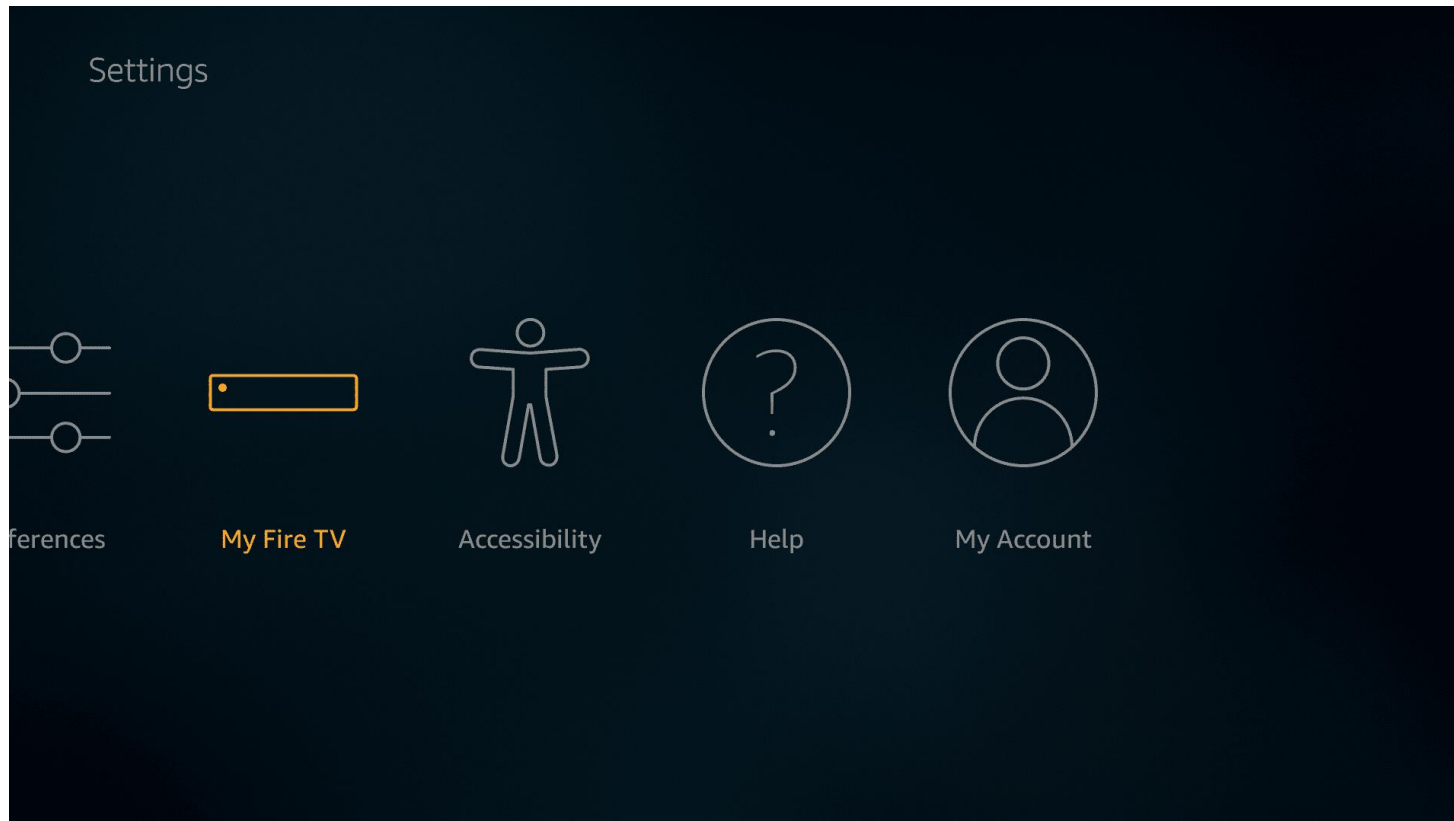 Settings
ferences
My Fire TV
Accessibility
Help
My Account